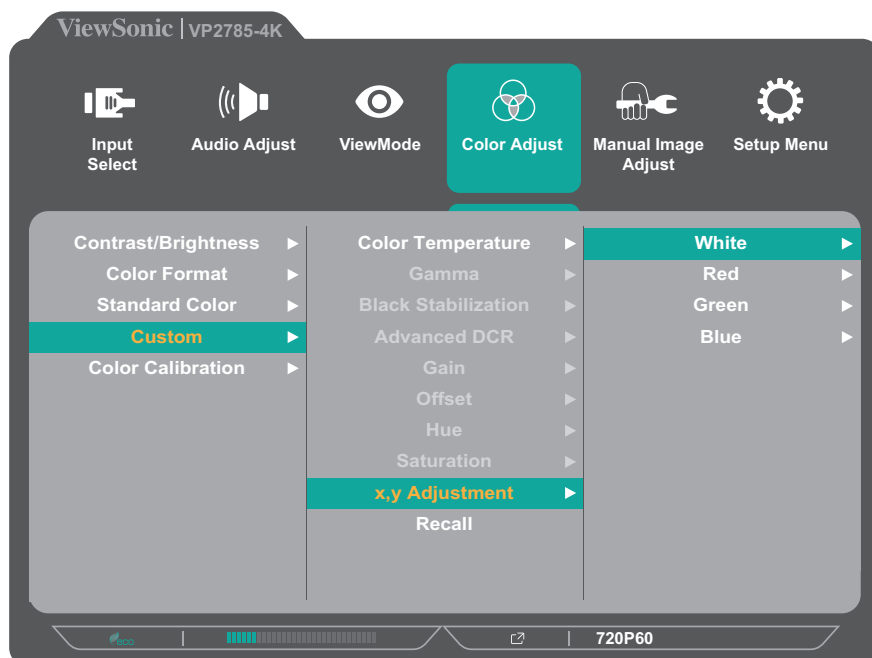 ViewSonic | VP2785-4K
Input Select
Audio Adjust
ViewMode
Color Adjust
Manual Image Adjust
Setup Menu
Contrast/Brightness
Color Format
Standard Color
Custom
Color Calibration
Color Temperature
Gamma
Black Stabilization
Advanced DCR
Gain
Offset
Hue
Saturation
x,y Adjustment
Recall
White
Red
Green
Blue
eco
720P60